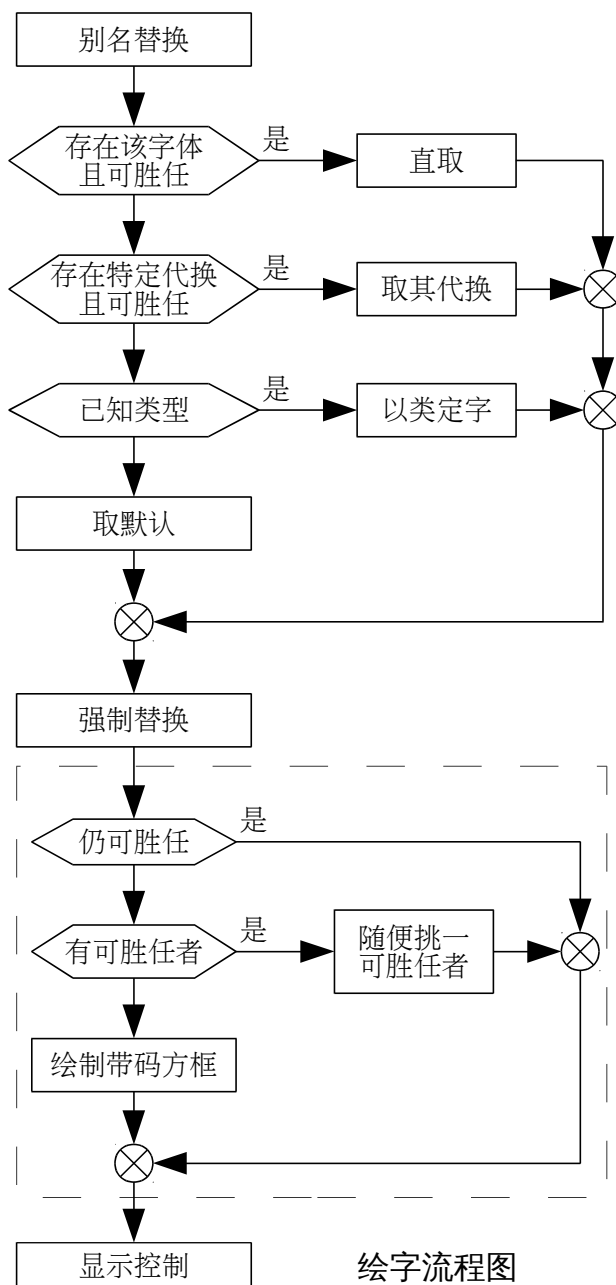 别名替换
存在该字体
且可胜任
是
直取
存在特定代换
且可胜任
是
取其代换
已知类型
是
以类定字
取默认
强制替换
仍可胜任
是
有可胜任者
是
随便挑一
可胜任者
绘制带码方框
显示控制
绘字流程图